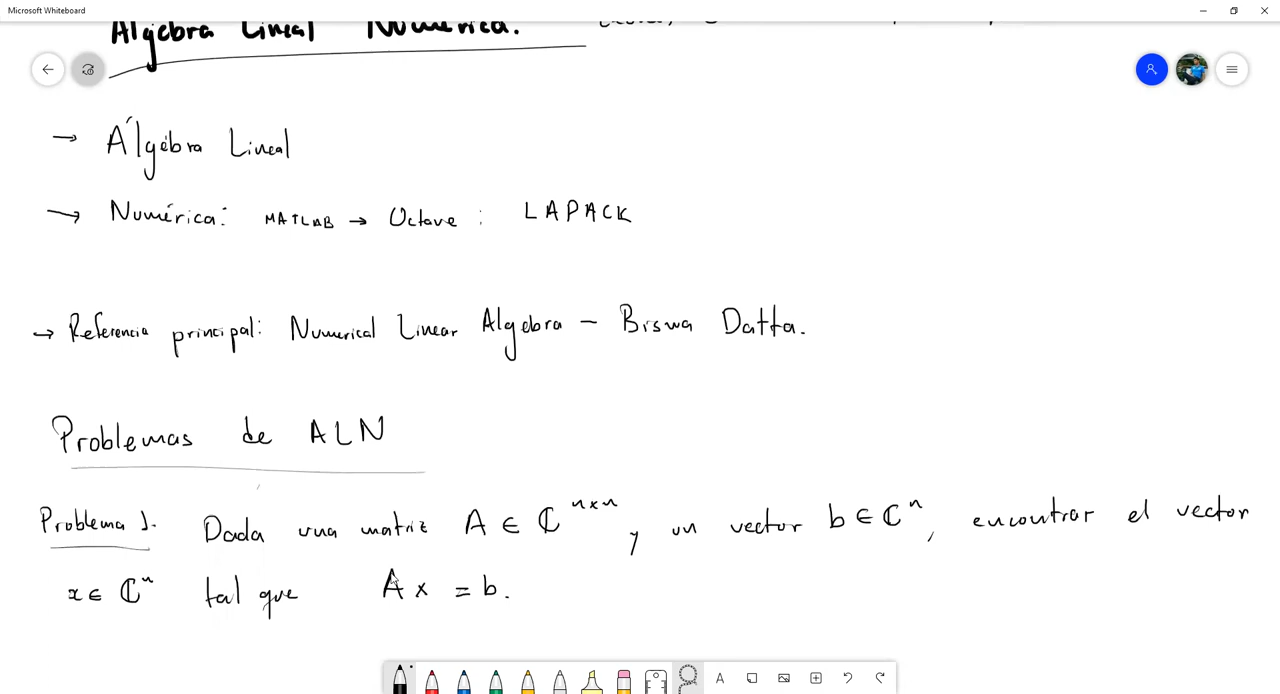 Microsoft Whiteboard
Álgebra Lineal Numérica.
→ Álgebra Lineal
→ Numérica: MATLAB → Octave : LAPACK
→ Referencia principal: Numerical Linear Algebra – Biswa Datta.
Problemas de ALN
Problema 1. Dada una matriz A ∈ ℂⁿˣⁿ y un vector b ∈ ℂⁿ, encontrar el vector
x ∈ ℂⁿ tal que Ax = b.